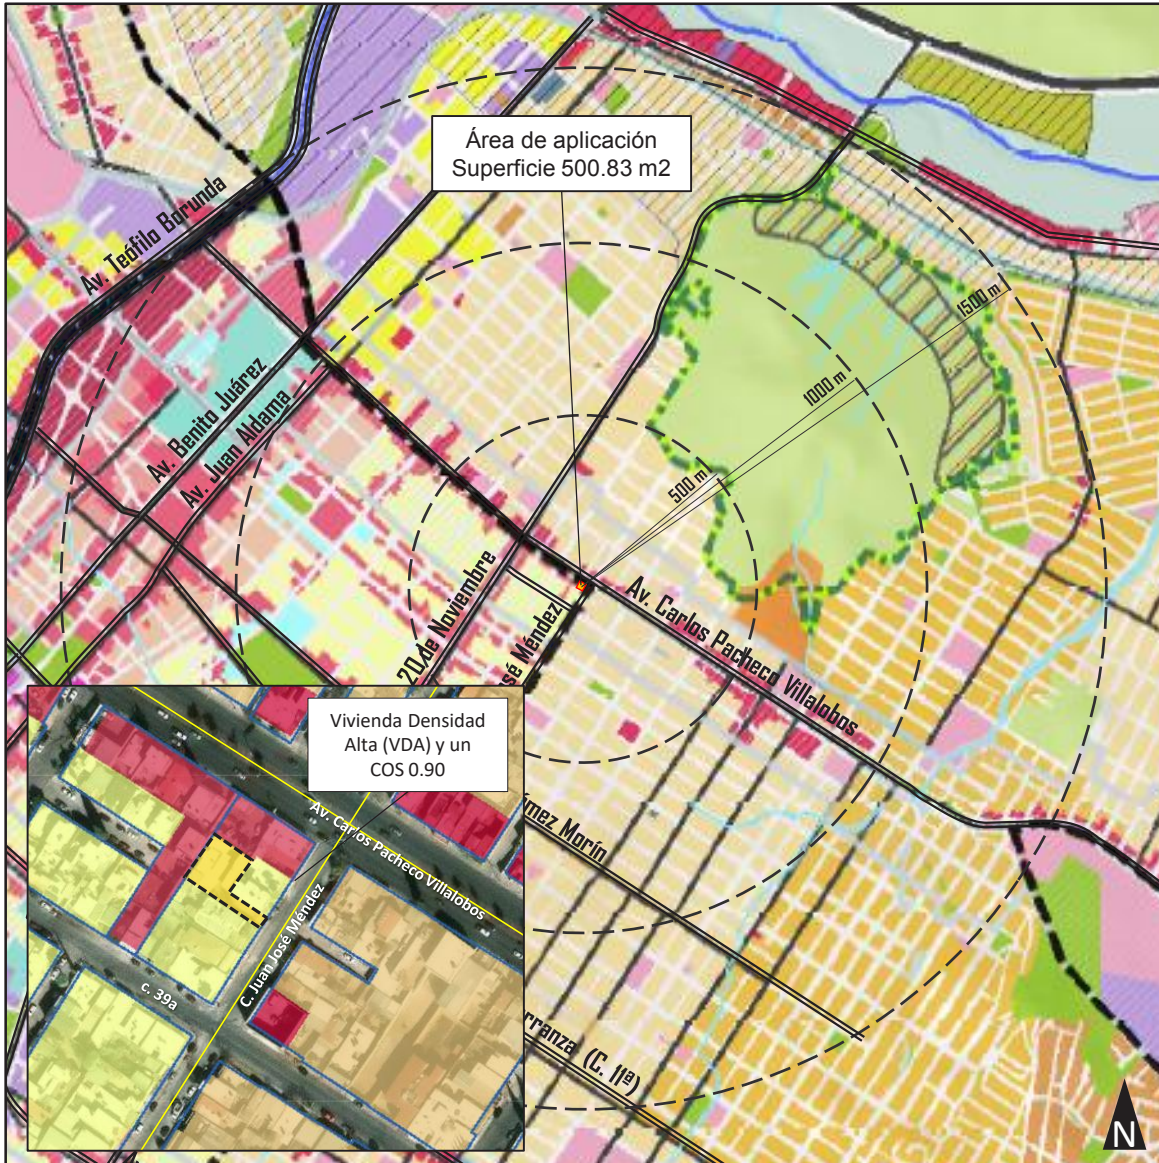 Área de aplicación
Superficie 500.83 m2
Av. Teófilo Borunda
1500 m
1000 m
500 m
Av. Benito Juárez
Av. Juan Aldama
20 de Noviembre
José Méndez
Av. Carlos Pacheco Villalobos
Vivienda Densidad
Alta (VDA) y un
COS 0.90
Av. Carlos Pacheco Villalobos
C. Juan José Méndez
c. 39a
ómez Morín
rranza (C. 11ª)
N